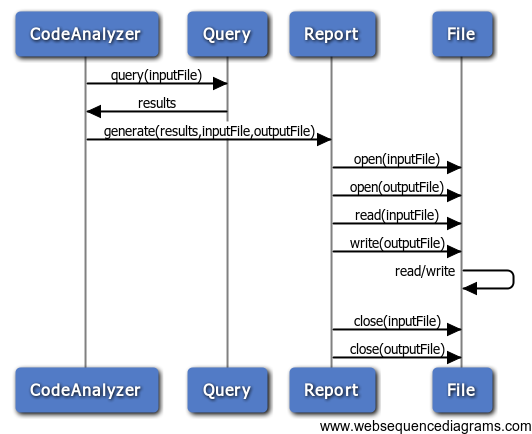 CodeAnalyzer Query Report File
query(inputFile)
results
generate(results,inputFile,outputFile)
open(inputFile)
open(outputFile)
read(inputFile)
write(outputFile)
read/write
close(inputFile)
close(outputFile)
CodeAnalyzer Query Report File
www.websequencediagrams.com